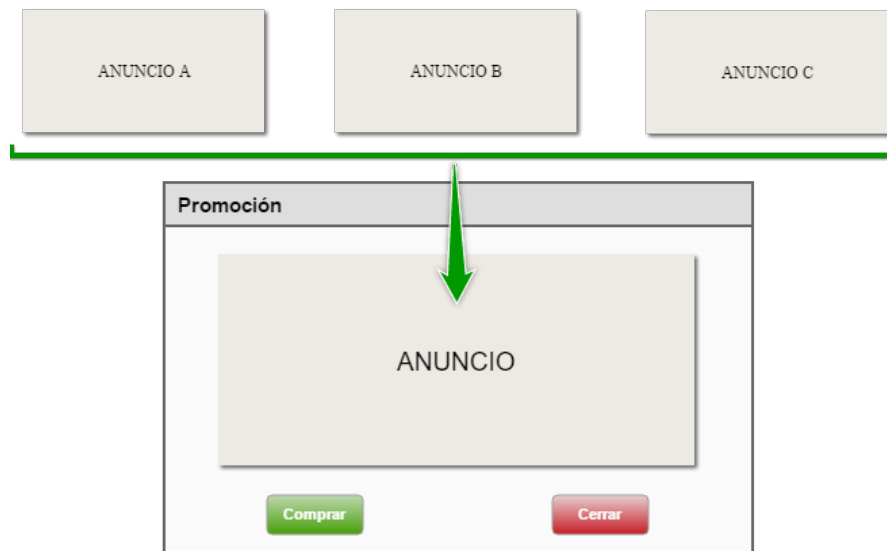 ANUNCIO A
ANUNCIO B
ANUNCIO C
Promoción
ANUNCIO
Comprar
Cerrar